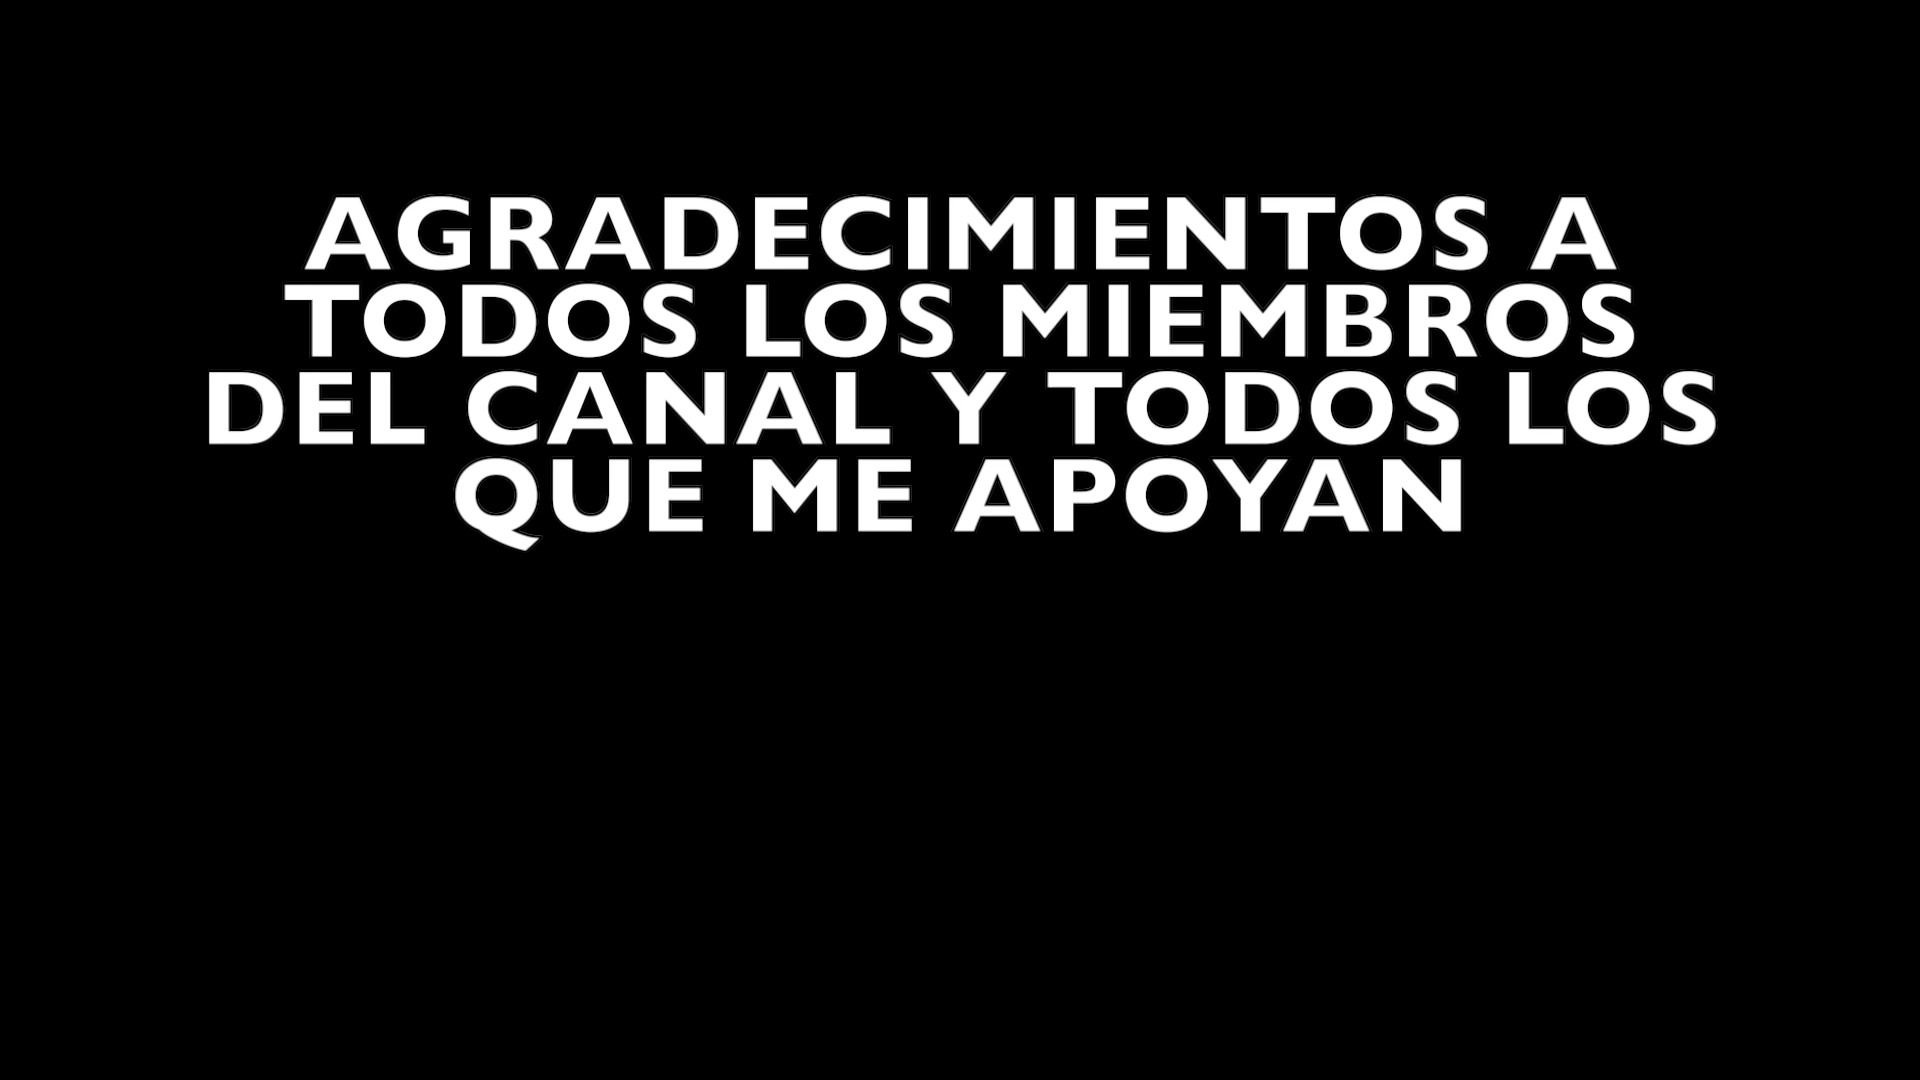 AGRADECIMIENTOS A
TODOS LOS MIEMBROS
DEL CANAL Y TODOS LOS
QUE ME APOYAN